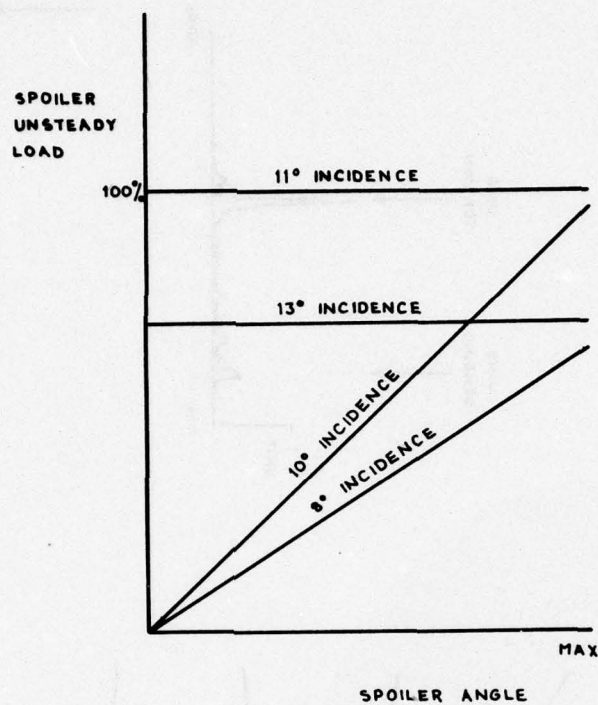 SPOILER
UNSTEADY
LOAD
100%
11° INCIDENCE
13° INCIDENCE
10° INCIDENCE
8° INCIDENCE
MAX
SPOILER ANGLE